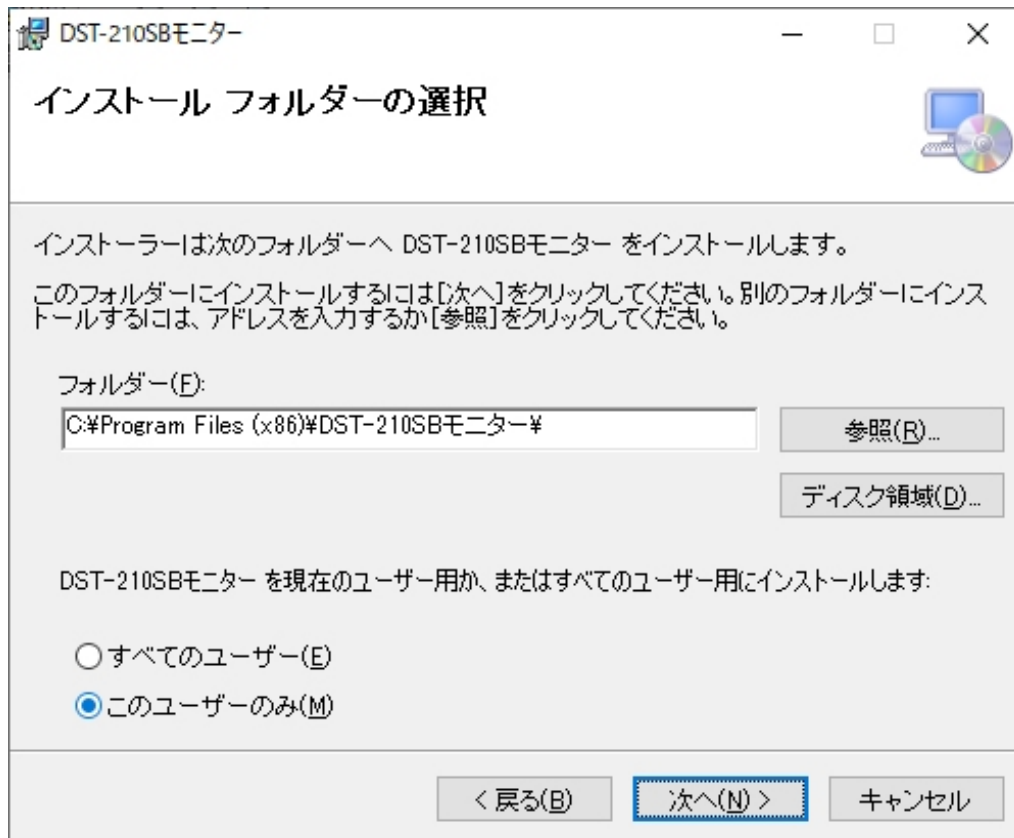 DST-210SBモニター
インストール フォルダーの選択
インストーラーは次のフォルダーへ DST-210SBモニター をインストールします。
このフォルダーにインストールするには[次へ]をクリックしてください。別のフォルダーにインス
トールするには、アドレスを入力するか[参照]をクリックしてください。
フォルダー(F):
C:¥Program Files (x86)¥DST-210SBモニター¥
参照(R)...
ディスク領域(D)...
DST-210SBモニター を現在のユーザー用か、またはすべてのユーザー用にインストールします:
すべてのユーザー(E)
このユーザーのみ(M)
< 戻る(B)
次へ(N) >
キャンセル